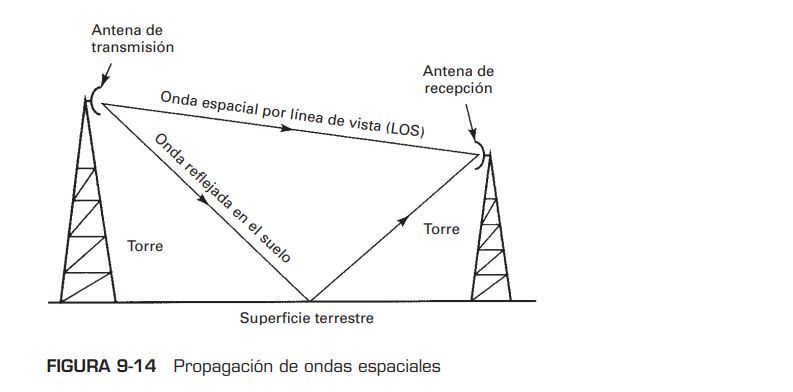 Antena de
transmisión
Antena de
recepción
Onda espacial por línea de vista (LOS)
Onda reflejada en el suelo
Torre
Torre
Superficie terrestre
FIGURA 9-14 Propagación de ondas espaciales